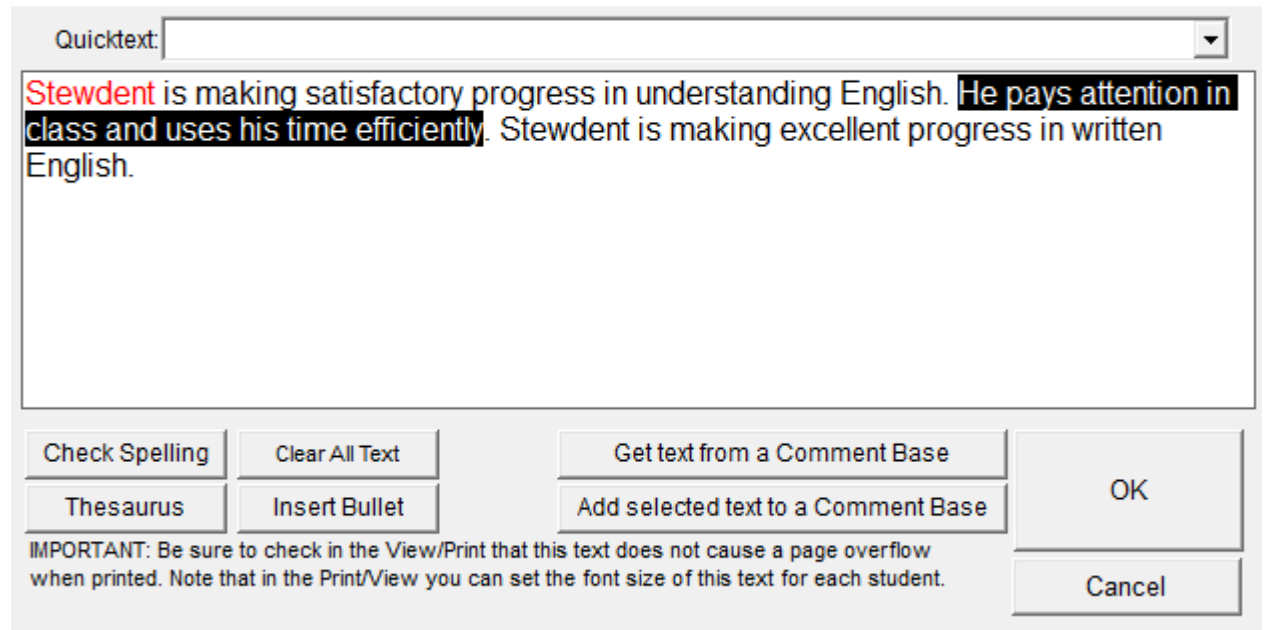 Quicktext:
Stewdent is making satisfactory progress in understanding English. He pays attention in
class and uses his time efficiently. Stewdent is making excellent progress in written
English.
Check Spelling
Clear All Text
Get text from a Comment Base
OK
Thesaurus
Insert Bullet
Add selected text to a Comment Base
IMPORTANT: Be sure to check in the View/Print that this text does not cause a page overflow
when printed. Note that in the Print/View you can set the font size of this text for each student.
Cancel